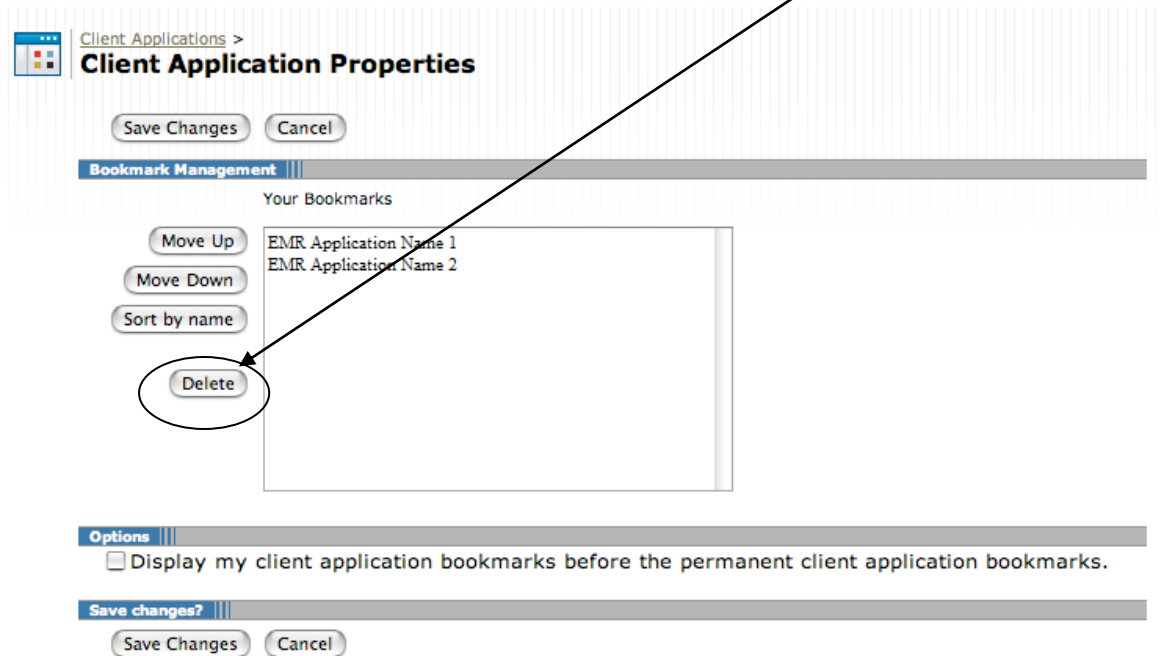 Client Applications >
Client Application Properties
Save Changes Cancel
Bookmark Management
Your Bookmarks
Move Up
EMR Application Name 1
Move Down
EMR Application Name 2
Sort by name
Delete
Options
Display my client application bookmarks before the permanent client application bookmarks.
Save changes?
Save Changes Cancel